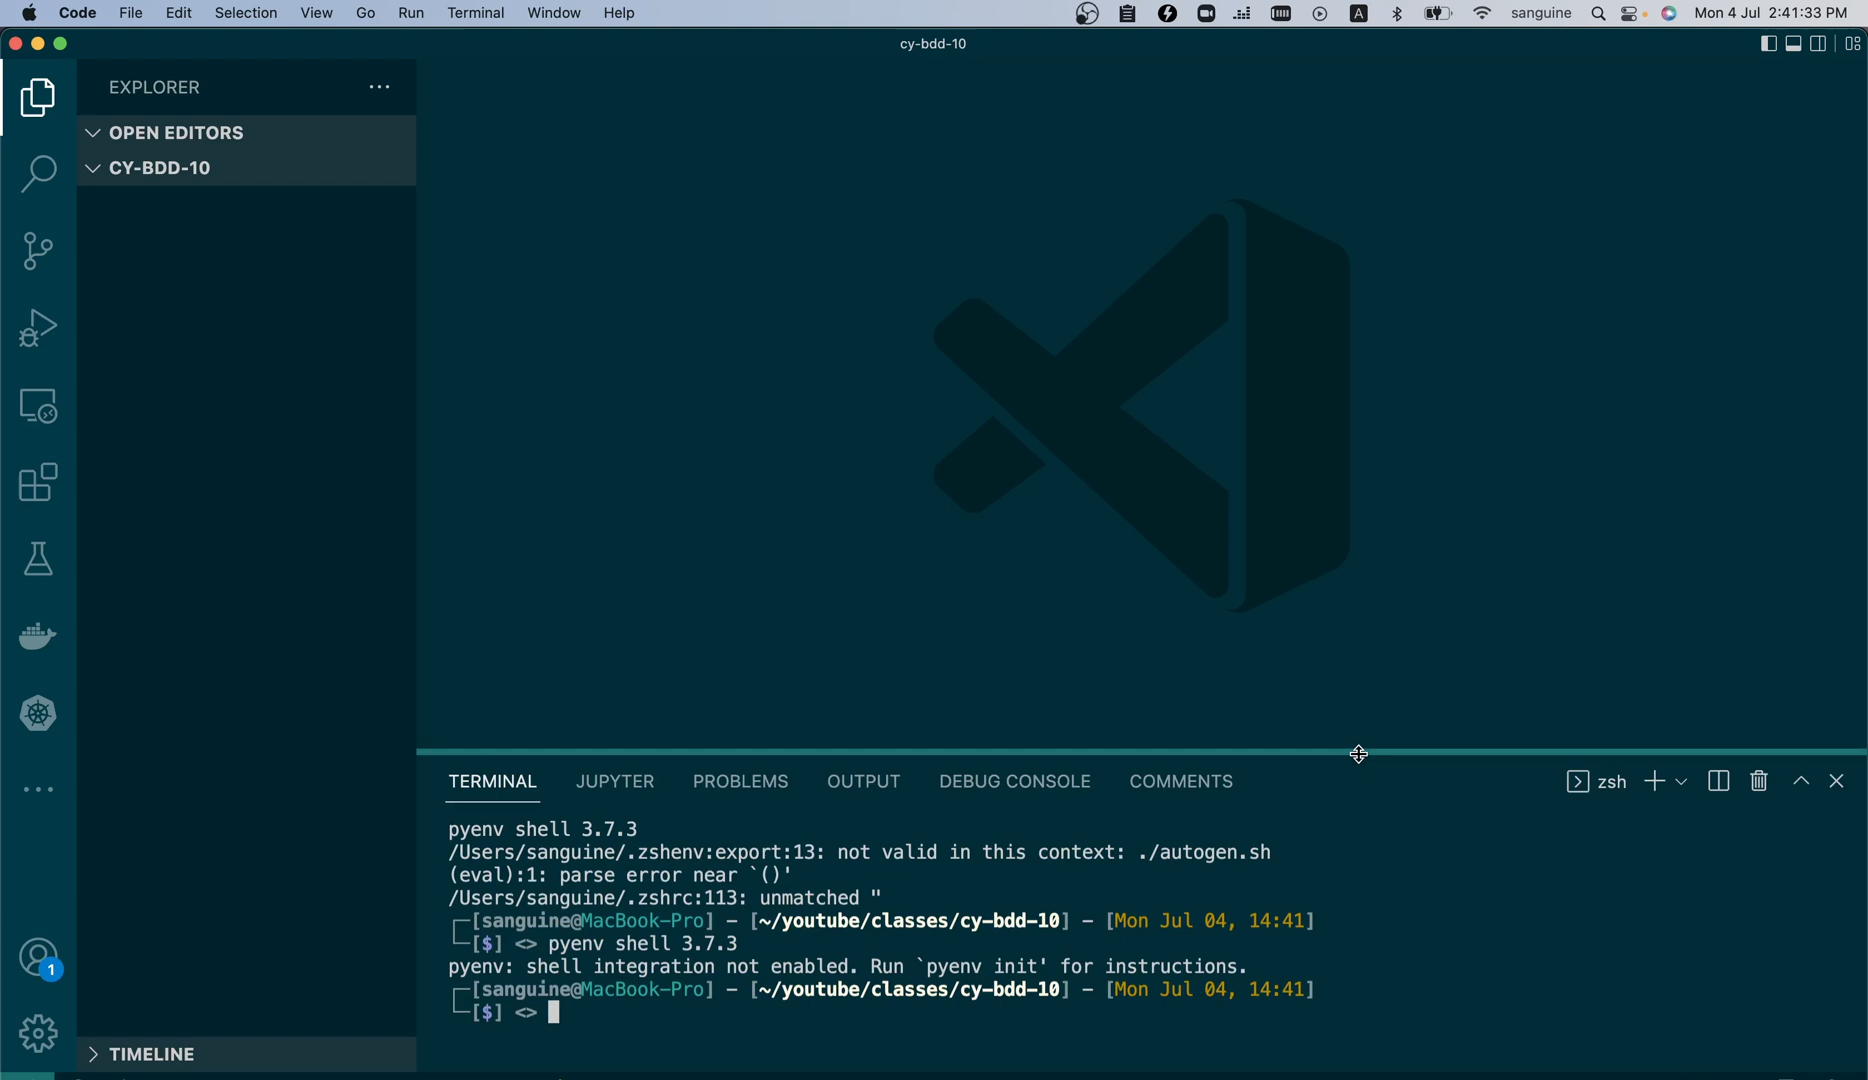 Code File Edit Selection View Go Run Terminal Window Help A sanguine Mon 4 Jul 2:41:33 PM
cy-bdd-10
EXPLORER ···
OPEN EDITORS
CY-BDD-10
TERMINAL JUPYTER PROBLEMS OUTPUT DEBUG CONSOLE COMMENTS zsh
pyenv shell 3.7.3
/Users/sanguine/.zshenv:export:13: not valid in this context: ./autogen.sh
(eval):1: parse error near `()'
/Users/sanguine/.zshrc:113: unmatched "
┌─[sanguine@MacBook-Pro] - [~/youtube/classes/cy-bdd-10] - [Mon Jul 04, 14:41]
└─[$] <> pyenv shell 3.7.3
pyenv: shell integration not enabled. Run `pyenv init' for instructions.
┌─[sanguine@MacBook-Pro] - [~/youtube/classes/cy-bdd-10] - [Mon Jul 04, 14:41]
└─[$] <>
1
TIMELINE